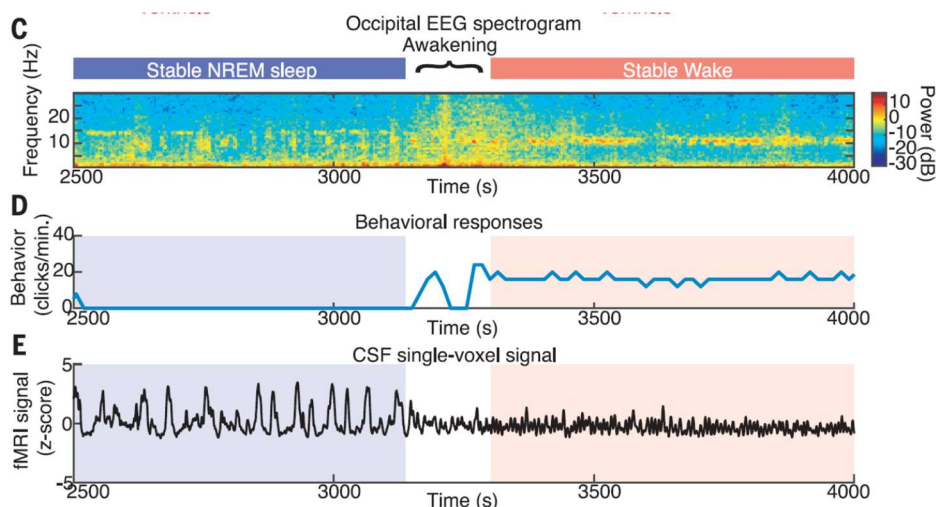 C
Occipital EEG spectrogram
Awakening
Stable NREM sleep
Stable Wake
Frequency (Hz)
20
10
2500 3000 3500 4000
Time (s)
10
0
-10
-20
-30
Power (dB)
D
Behavioral responses
Behavior
(clicks/min.)
40
20
0
2500 3000 3500 4000
Time (s)
E
CSF single-voxel signal
fMRI signal
(z-score)
5
0
-5
2500 3000 3500 4000
Time (s)